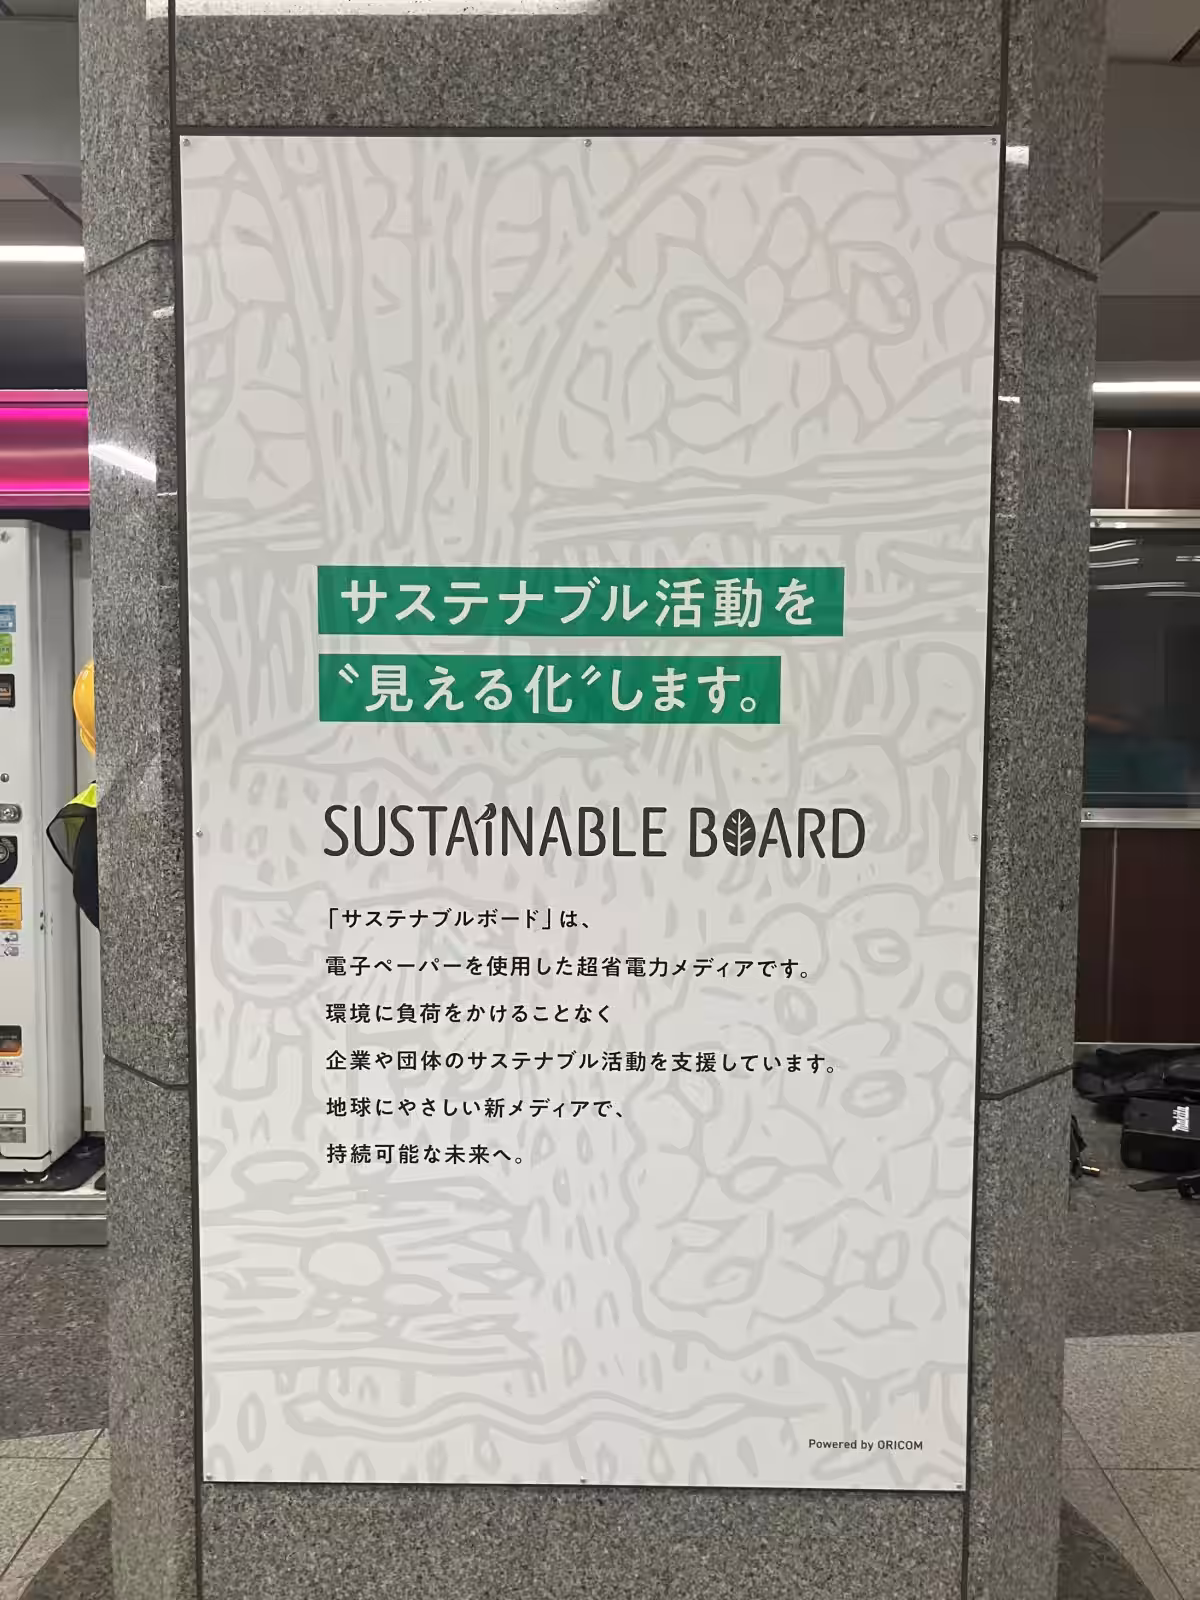 サステナブル活動を
〝見える化〟します。
SUSTAiNABLE BOARD
「サステナブルボード」は、
電子ペーパーを使用した超省電力メディアです。
環境に負荷をかけることなく
企業や団体のサステナブル活動を支援しています。
地球にやさしい新メディアで、
持続可能な未来へ。
Powered by ORICOM
makita